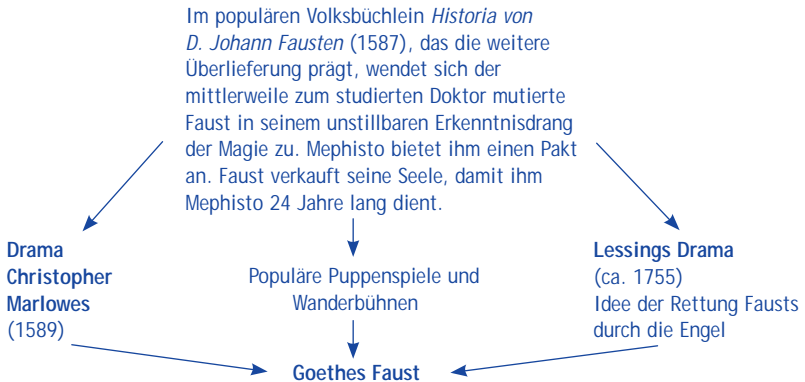 Im populären Volksbüchlein Historia von
D. Johann Fausten (1587), das die weitere
Überlieferung prägt, wendet sich der
mittlerweile zum studierten Doktor mutierte
Faust in seinem unstillbaren Erkenntnisdrang
der Magie zu. Mephisto bietet ihm einen Pakt
an. Faust verkauft seine Seele, damit ihm
Mephisto 24 Jahre lang dient.
Drama
Christopher
Marlowes
(1589)
Populäre Puppenspiele und
Wanderbühnen
Lessings Drama
(ca. 1755)
Idee der Rettung Fausts
durch die Engel
Goethes Faust